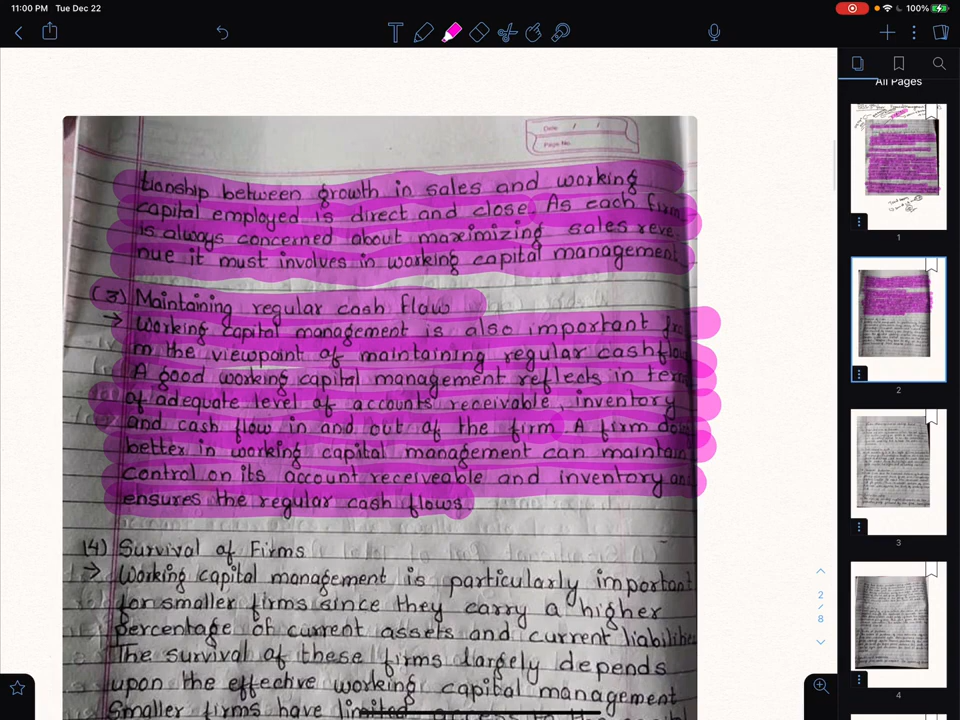 11:00 PM Tue Dec 22
100%
T
All Pages
Date / /
Page No.
tionship between growth in sales and working
capital employed is direct and close. As each firm
is always concerned about maximizing sales reve-
nue it must involves in working capital management
(3) Maintaining regular cash flow
→ Working capital management is also important fro
m the viewpoint of maintaining regular cash flow
A good working capital management reflects in term
of adequate level of accounts receivable, inventory
and cash flow in and out of the firm A firm does
better in working capital management can maintain
control on its account receiveable and inventory and
ensures the regular cash flows.
(4) Survival of Firms
→ Working capital management is particularly important
for smaller firms since they carry a higher
percentage of current assets and current liabilities
The survival of these firms largely depends
upon the effective working capital management
Smaller firms have limited
1
2
3
4
2
/
8